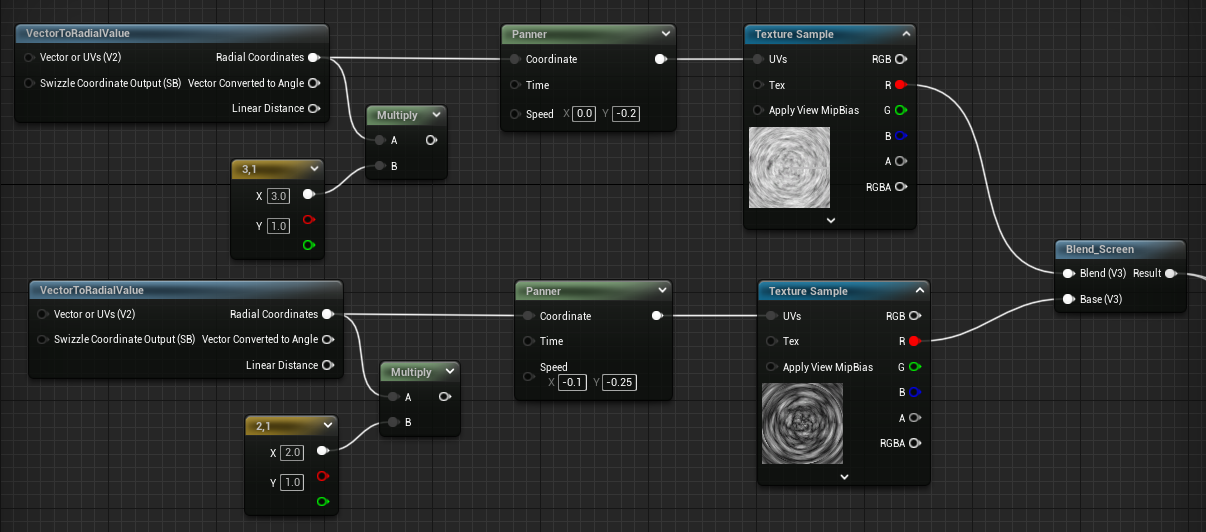 VectorToRadialValue
Vector or UVs (V2) Radial Coordinates
Swizzle Coordinate Output (SB) Vector Converted to Angle
Linear Distance
Multiply
A
B
3,1
X 3.0
Y 1.0
Panner
Coordinate
Time
Speed X 0.0 Y -0.2
Texture Sample
UVs RGB
Tex R
Apply View MipBias G
B
A
RGBA
Blend_Screen
Blend (V3) Result
Base (V3)
VectorToRadialValue
Vector or UVs (V2) Radial Coordinates
Swizzle Coordinate Output (SB) Vector Converted to Angle
Linear Distance
Multiply
A
B
2,1
X 2.0
Y 1.0
Panner
Coordinate
Time
Speed
X -0.1 Y -0.25
Texture Sample
UVs RGB
Tex R
Apply View MipBias G
B
A
RGBA